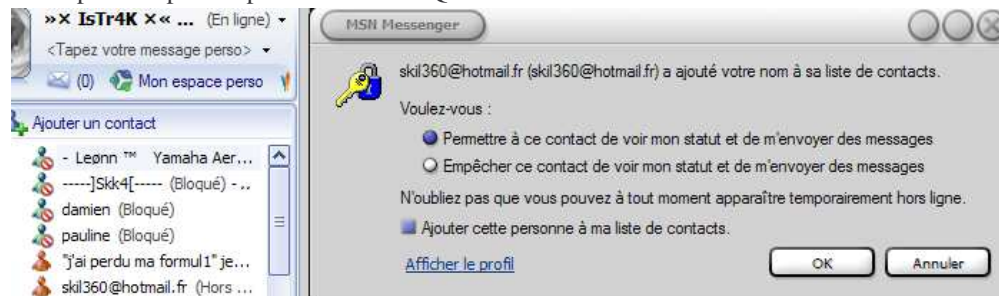 »× IsTr4K ×« ... (En ligne)
<Tapez votre message perso>
(0) Mon espace perso
Ajouter un contact
- Leønn ™ Yamaha Aer...
-----]Skk4[----- (Bloqué) - ..
damien (Bloqué)
pauline (Bloqué)
"j'ai perdu ma formul1" je...
skil360@hotmail.fr (Hors ...
MSN Messenger
skil360@hotmail.fr (skil360@hotmail.fr) a ajouté votre nom à sa liste de contacts.
Voulez-vous :
Permettre à ce contact de voir mon statut et de m'envoyer des messages
Empêcher ce contact de voir mon statut et de m'envoyer des messages
N'oubliez pas que vous pouvez à tout moment apparaître temporairement hors ligne.
Ajouter cette personne à ma liste de contacts.
Afficher le profil
OK
Annuler